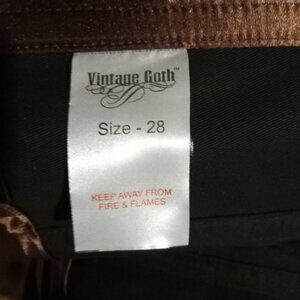 Vintage Goth™
Size - 28
KEEP AWAY FROM
FIRE & FLAMES